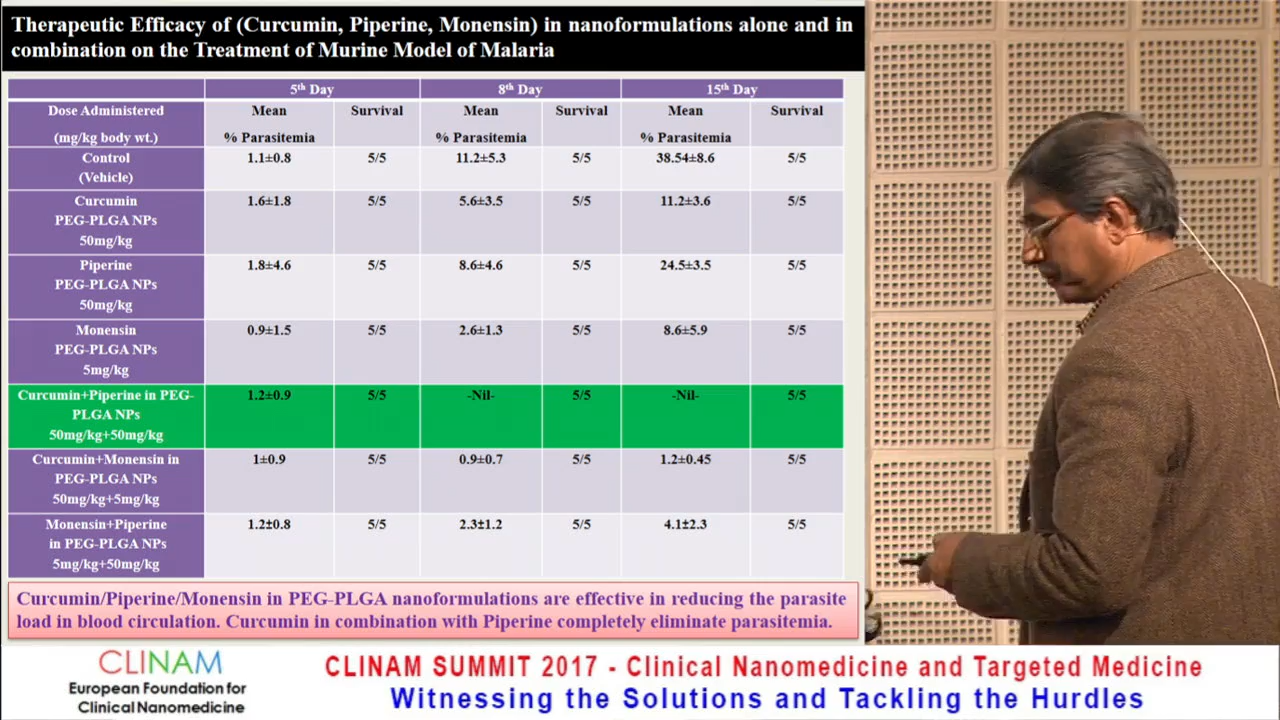 Therapeutic Efficacy of (Curcumin, Piperine, Monensin) in nanoformulations alone and in
combination on the Treatment of Murine Model of Malaria
5th Day 8th Day 15th Day
Dose Administered
(mg/kg body wt.)
Mean
% Parasitemia
Survival
Mean
% Parasitemia
Survival
Mean
% Parasitemia
Survival
Control
(Vehicle)
1.1±0.8 5/5 11.2±5.3 5/5 38.54±8.6 5/5
Curcumin
PEG-PLGA NPs
50mg/kg
1.6±1.8 5/5 5.6±3.5 5/5 11.2±3.6 5/5
Piperine
PEG-PLGA NPs
50mg/kg
1.8±4.6 5/5 8.6±4.6 5/5 24.5±3.5 5/5
Monensin
PEG-PLGA NPs
5mg/kg
0.9±1.5 5/5 2.6±1.3 5/5 8.6±5.9 5/5
Curcumin+Piperine in PEG-
PLGA NPs
50mg/kg+50mg/kg
1.2±0.9 5/5 -Nil- 5/5 -Nil- 5/5
Curcumin+Monensin in
PEG-PLGA NPs
50mg/kg+5mg/kg
1±0.9 5/5 0.9±0.7 5/5 1.2±0.45 5/5
Monensin+Piperine
in PEG-PLGA NPs
5mg/kg+50mg/kg
1.2±0.8 5/5 2.3±1.2 5/5 4.1±2.3 5/5
Curcumin/Piperine/Monensin in PEG-PLGA nanoformulations are effective in reducing the parasite
load in blood circulation. Curcumin in combination with Piperine completely eliminate parasitemia.
CLINAM
European Foundation for
Clinical Nanomedicine
CLINAM SUMMIT 2017 - Clinical Nanomedicine and Targeted Medicine
Witnessing the Solutions and Tackling the Hurdles